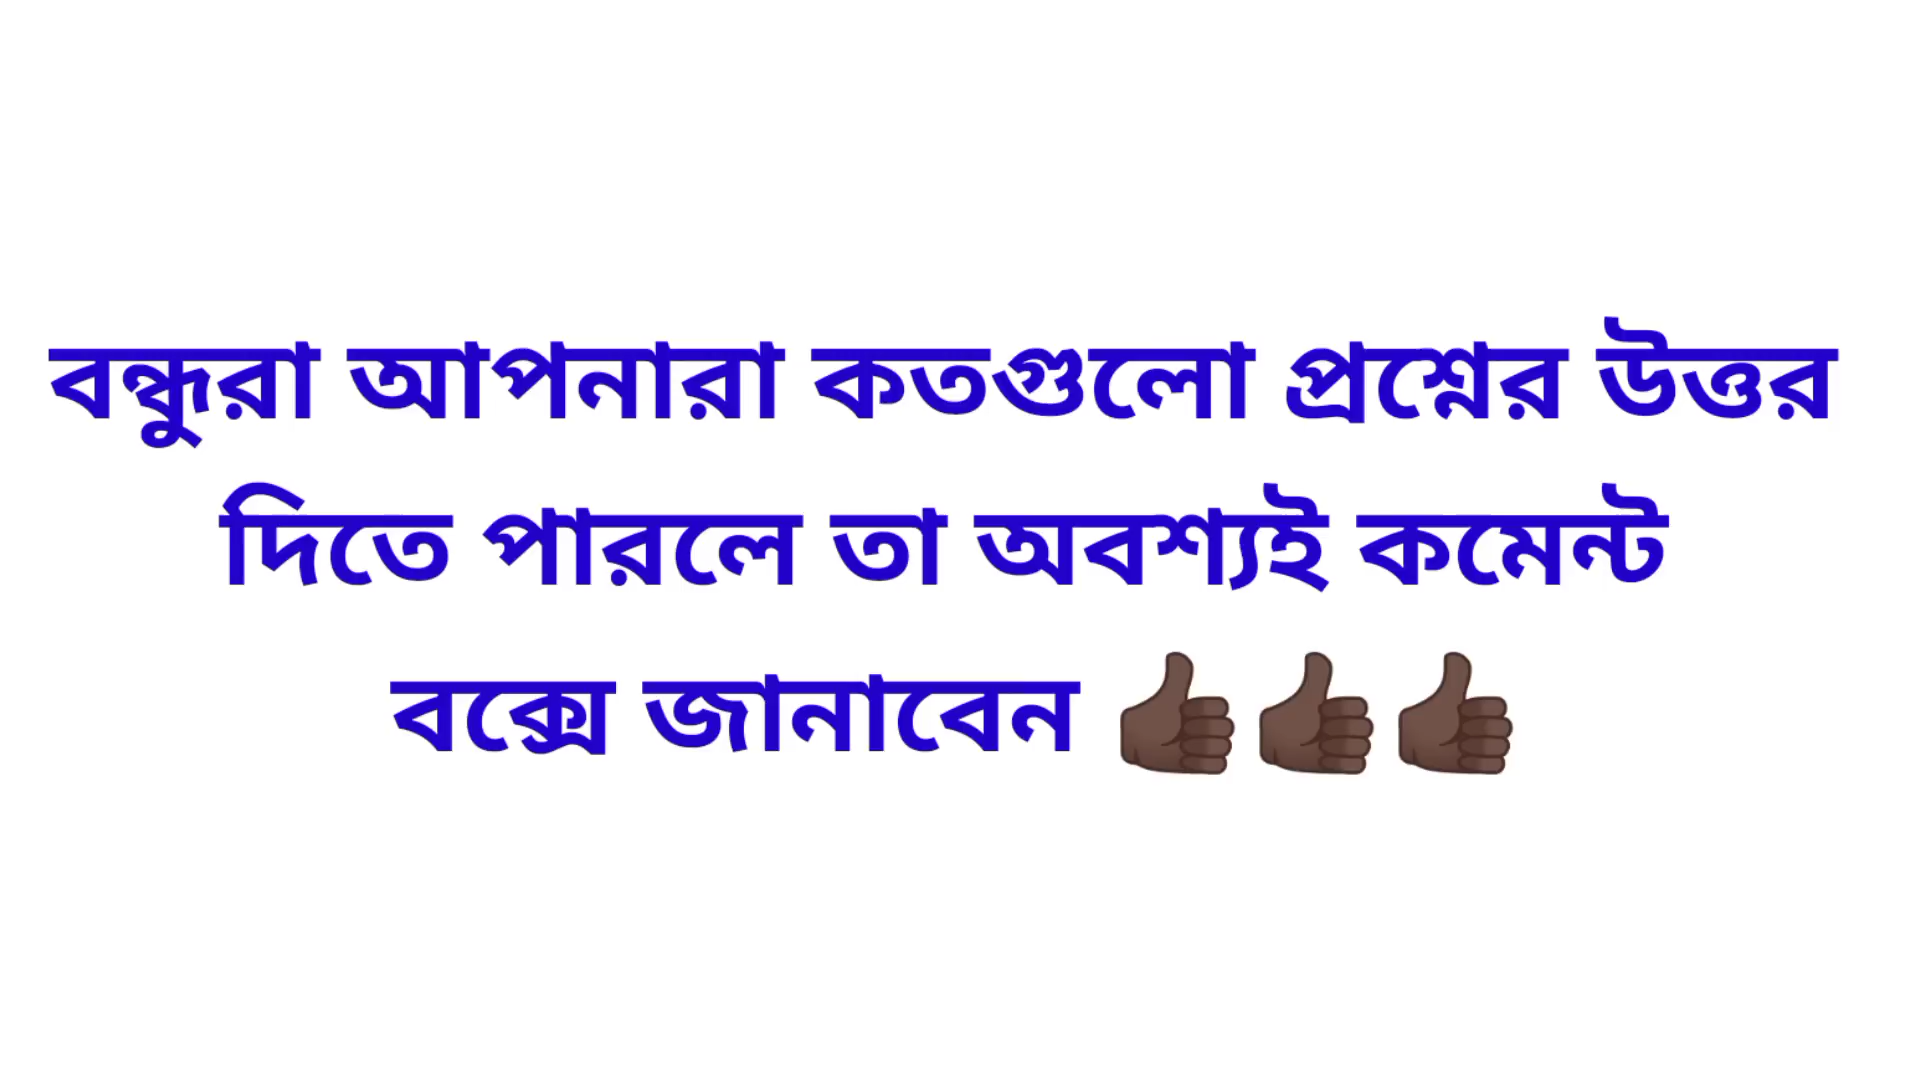 বন্ধুরা আপনারা কতগুলো প্রশ্নের উত্তর
দিতে পারলে তা অবশ্যই কমেন্ট
বক্সে জানাবেন 👍🏿👍🏿👍🏿